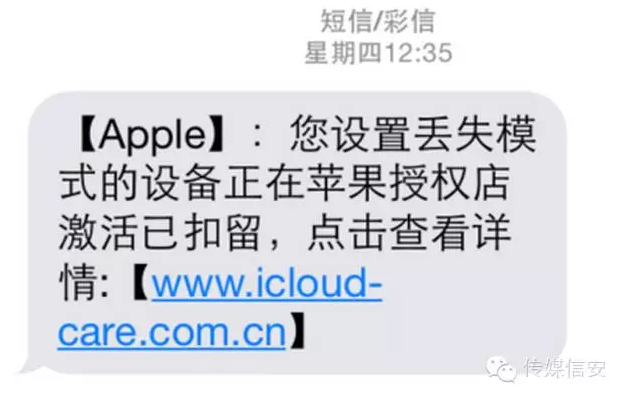 短信/彩信
星期四12:35
【Apple】：您设置丢失模
式的设备正在苹果授权店
激活已扣留，点击查看详
情:【www.icloud-
care.com.cn】
传媒信安